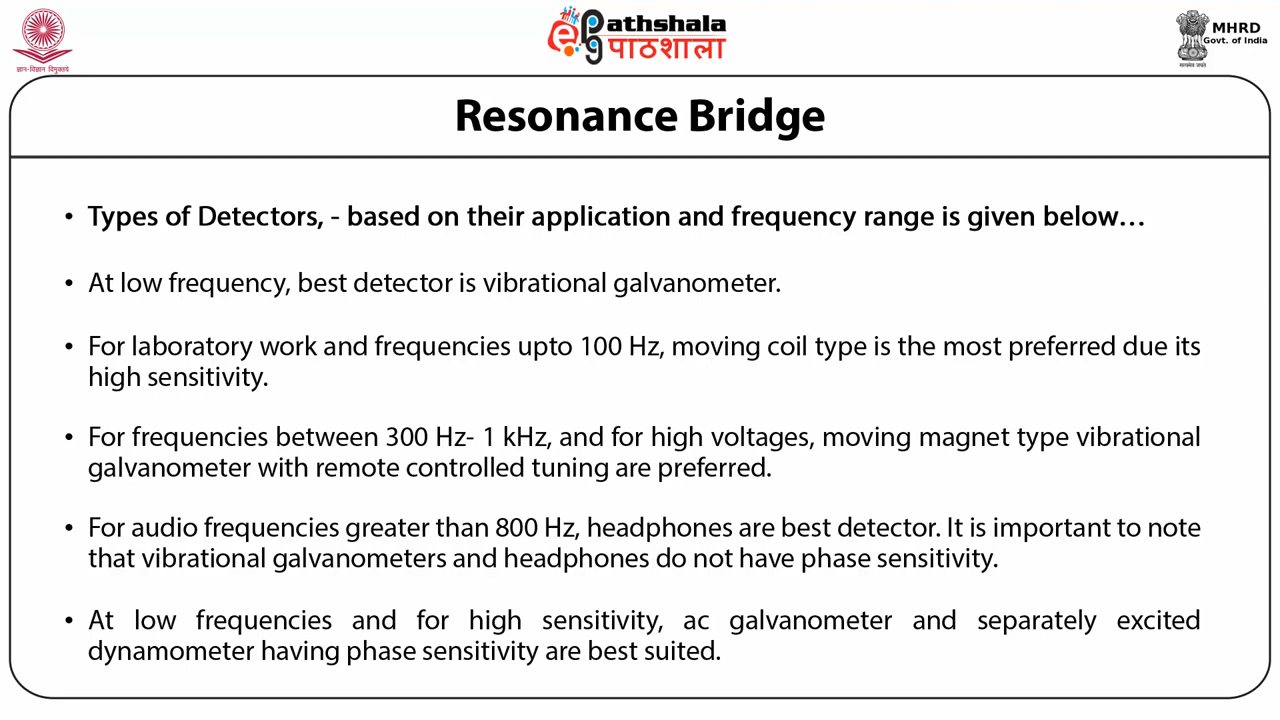 ज्ञान-विज्ञान विमुक्तये
ePG Pathshala
पाठशाला
MHRD
Govt. of India
सत्यमेव जयते
Resonance Bridge
• Types of Detectors, - based on their application and frequency range is given below…
• At low frequency, best detector is vibrational galvanometer.
• For laboratory work and frequencies upto 100 Hz, moving coil type is the most preferred due its
high sensitivity.
• For frequencies between 300 Hz- 1 kHz, and for high voltages, moving magnet type vibrational
galvanometer with remote controlled tuning are preferred.
• For audio frequencies greater than 800 Hz, headphones are best detector. It is important to note
that vibrational galvanometers and headphones do not have phase sensitivity.
• At low frequencies and for high sensitivity, ac galvanometer and separately excited
dynamometer having phase sensitivity are best suited.